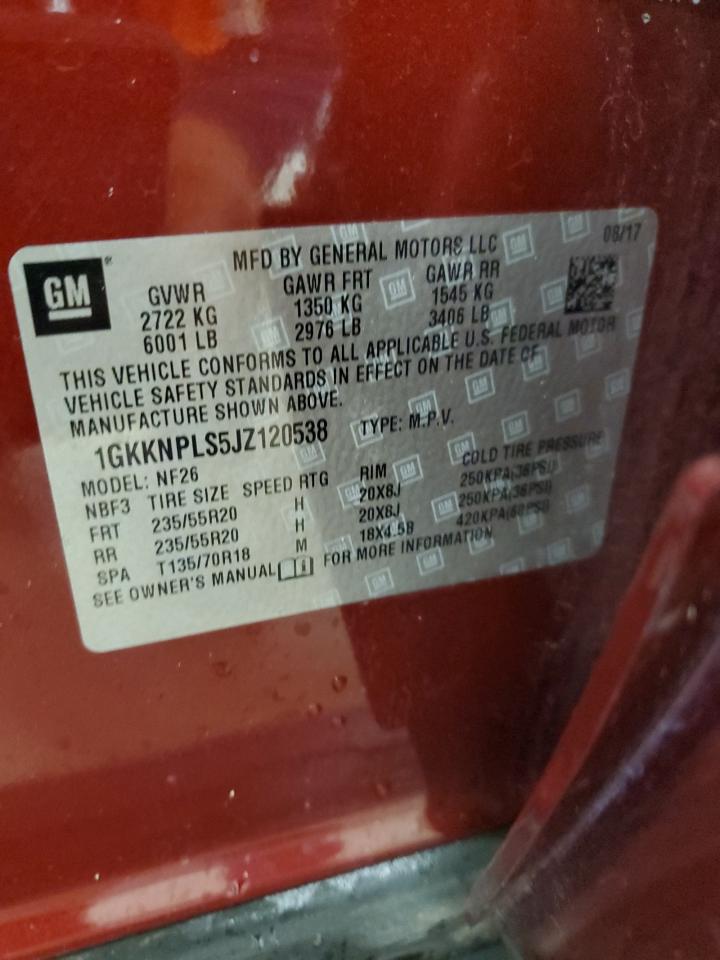 GM
MFD BY GENERAL MOTORS LLC 08/17
GVWR GAWR FRT GAWR RR
2722 KG 1350 KG 1545 KG
6001 LB 2976 LB 3406 LB
THIS VEHICLE CONFORMS TO ALL APPLICABLE U.S. FEDERAL MOTOR
VEHICLE SAFETY STANDARDS IN EFFECT ON THE DATE OF
MANUFACTURE SHOWN ABOVE.
1GKKNPLS5JZ120538 TYPE: M.P.V.
MODEL: NF26
NBF3 TIRE SIZE SPEED RTG RIM COLD TIRE PRESSURE
FRT 235/55R20 H 20X8J 250KPA(36PSI)
RR 235/55R20 H 20X8J 250KPA(36PSI)
SPA T135/70R18 M 18X4.5B 420KPA(60PSI)
SEE OWNER'S MANUAL FOR MORE INFORMATION